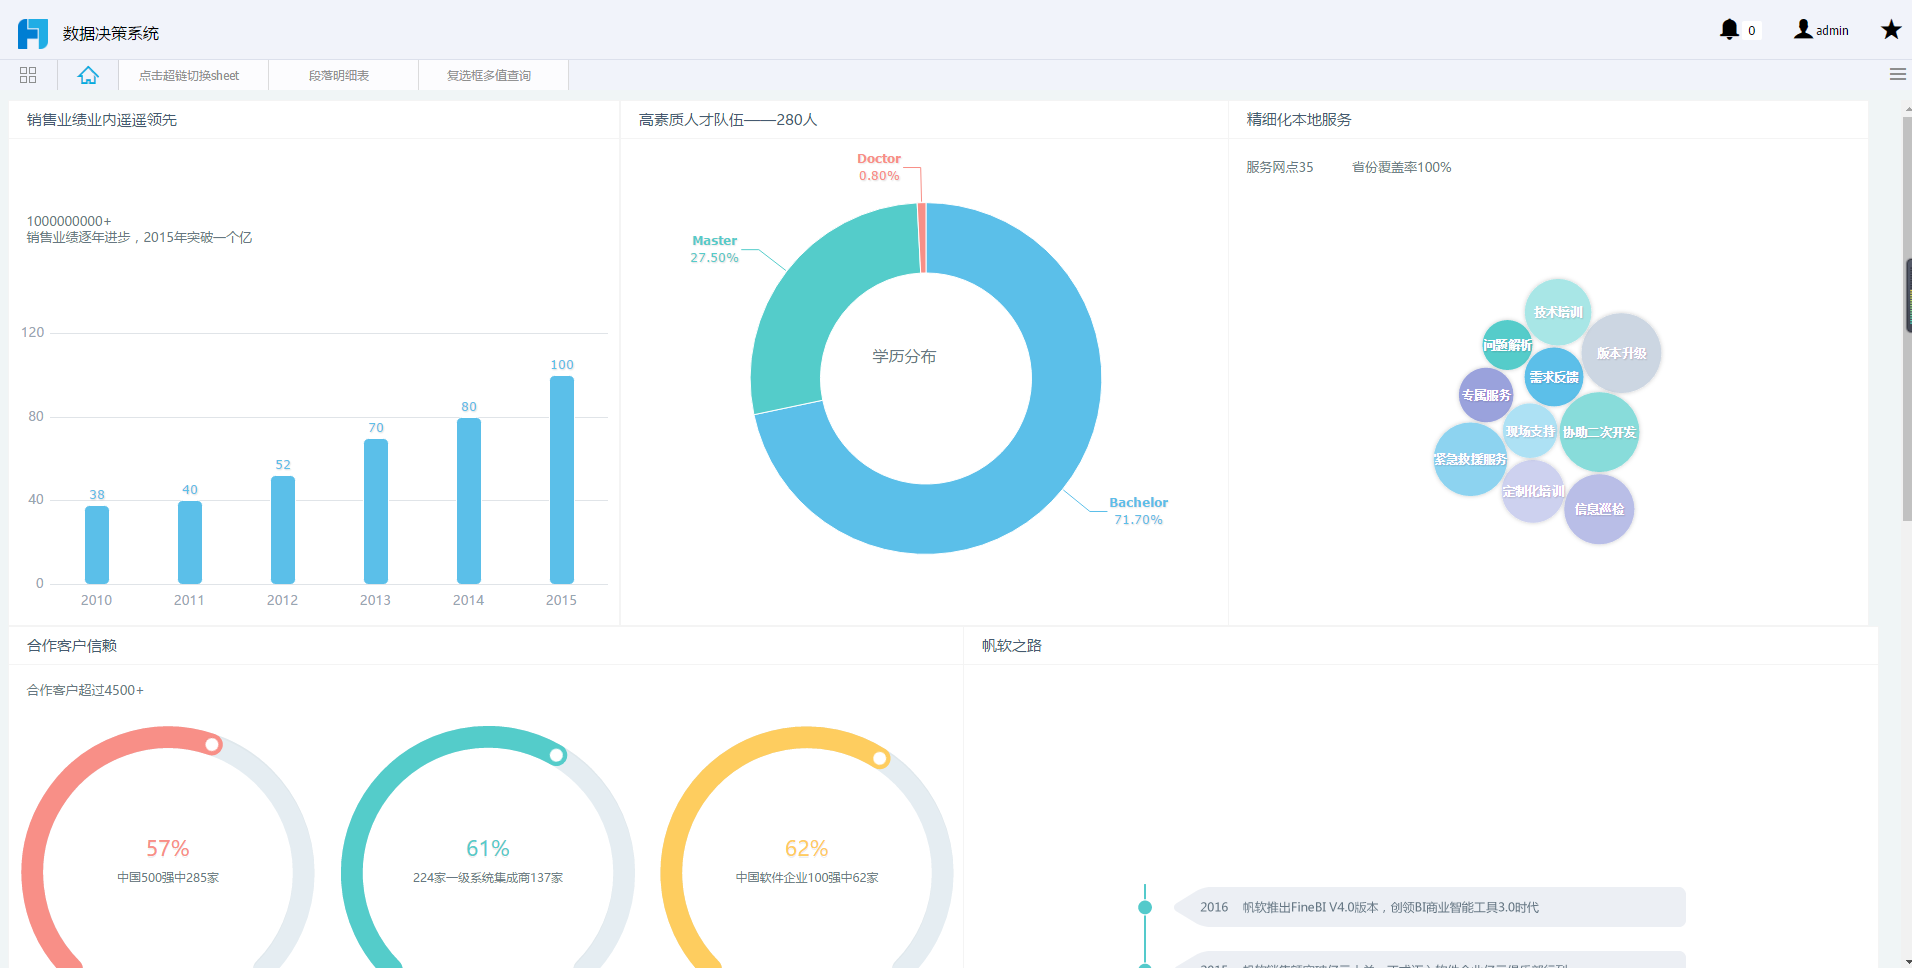 数据决策系统
0
admin
点击超链切换sheet
段落明细表
复选框多值查询
销售业绩业内遥遥领先
1000000000+
销售业绩逐年进步，2015年突破一个亿
120
80
40
0
38
40
52
70
80
100
2010
2011
2012
2013
2014
2015
高素质人才队伍——280人
Doctor
0.80%
Master
27.50%
学历分布
Bachelor
71.70%
精细化本地服务
服务网点35
省份覆盖率100%
技术培训
问题解析
版本升级
需求反馈
专属服务
现场支持
协助二次开发
紧急救援服务
定制化培训
信息巡检
合作客户信赖
合作客户超过4500+
57%
中国500强中285家
61%
224家一级系统集成商137家
62%
中国软件企业100强中62家
帆软之路
2016 帆软推出FineBI V4.0版本，创领BI商业智能工具3.0时代